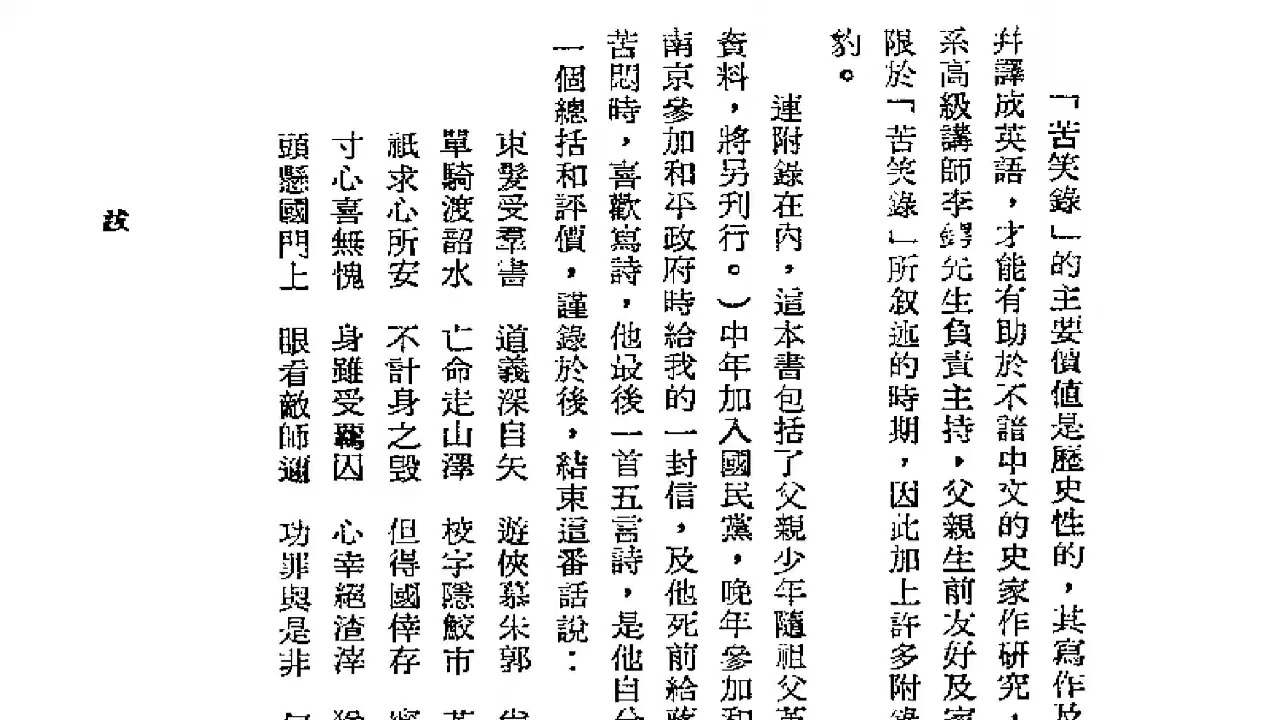 「苦笑錄」的主要價值是歷史性的，其寫作及
幷譯成英語，才能有助於不諳中文的史家作研究，
系高級講師李鍔先生負責主持，父親生前友好及家
限於「苦笑錄」所叙述的時期，因此加上許多附錄
豹。
連附錄在內，這本書包括了父親少年隨祖父革
資料，將另刋行。）中年加入國民黨，晚年參加和
南京參加和平政府時給我的一封信，及他死前給蔣
苦悶時，喜歡寫詩，他最後一首五言詩，是他自分
一個總括和評價，謹錄於後，結束這番話說：
束髮受羣書　道義深自矢　遊俠慕朱郭
單騎渡韶水　亡命走山澤　校字隱鮫市
祇求心所安　不計身之毀　但得國倖存
寸心喜無愧　身雖受羈囚　心幸絕渣滓
頭懸國門上　眼看敵師邇　功罪與是非
跋